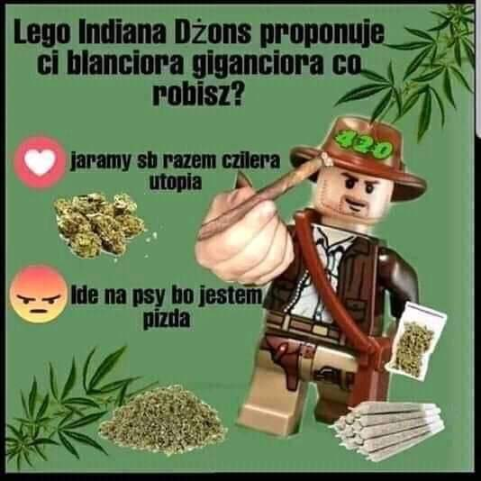 Lego Indiana Dżons proponuje
ci blanciora giganciora co
robisz?
420
jaramy sb razem czilera
utopia
Ide na psy bo jestem
pizda